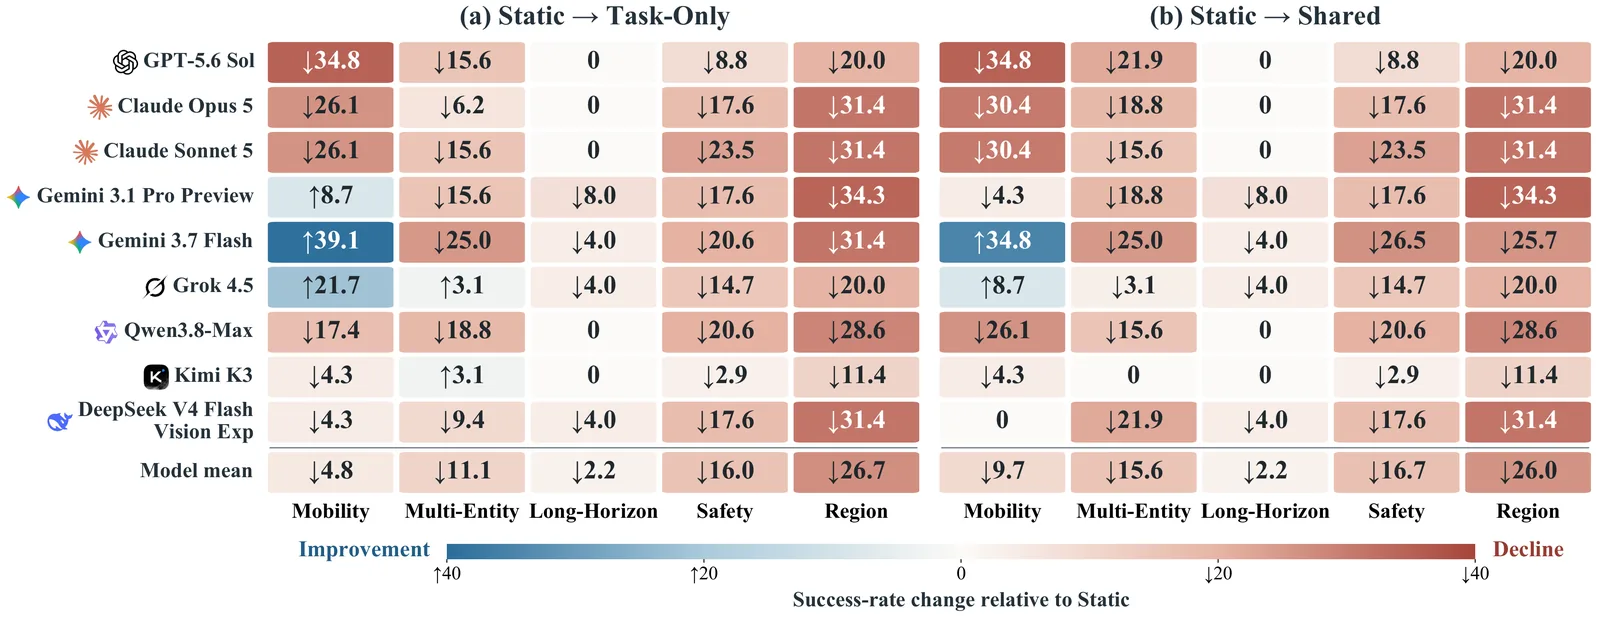 (a) Static → Task-Only (b) Static → Shared
GPT-5.6 Sol ↓34.8 ↓15.6 0 ↓8.8 ↓20.0 ↓34.8 ↓21.9 0 ↓8.8 ↓20.0
Claude Opus 5 ↓26.1 ↓6.2 0 ↓17.6 ↓31.4 ↓30.4 ↓18.8 0 ↓17.6 ↓31.4
Claude Sonnet 5 ↓26.1 ↓15.6 0 ↓23.5 ↓31.4 ↓30.4 ↓15.6 0 ↓23.5 ↓31.4
Gemini 3.1 Pro Preview ↑8.7 ↓15.6 ↓8.0 ↓17.6 ↓34.3 ↓4.3 ↓18.8 ↓8.0 ↓17.6 ↓34.3
Gemini 3.7 Flash ↑39.1 ↓25.0 ↓4.0 ↓20.6 ↓31.4 ↑34.8 ↓25.0 ↓4.0 ↓26.5 ↓25.7
Grok 4.5 ↑21.7 ↑3.1 ↓4.0 ↓14.7 ↓20.0 ↑8.7 ↓3.1 ↓4.0 ↓14.7 ↓20.0
Qwen3.8-Max ↓17.4 ↓18.8 0 ↓20.6 ↓28.6 ↓26.1 ↓15.6 0 ↓20.6 ↓28.6
Kimi K3 ↓4.3 ↑3.1 0 ↓2.9 ↓11.4 ↓4.3 0 0 ↓2.9 ↓11.4
DeepSeek V4 Flash
Vision Exp ↓4.3 ↓9.4 ↓4.0 ↓17.6 ↓31.4 0 ↓21.9 ↓4.0 ↓17.6 ↓31.4
Model mean ↓4.8 ↓11.1 ↓2.2 ↓16.0 ↓26.7 ↓9.7 ↓15.6 ↓2.2 ↓16.7 ↓26.0
Mobility Multi-Entity Long-Horizon Safety Region Mobility Multi-Entity Long-Horizon Safety Region
Improvement Decline
↑40 ↑20 0 ↓20 ↓40
Success-rate change relative to Static